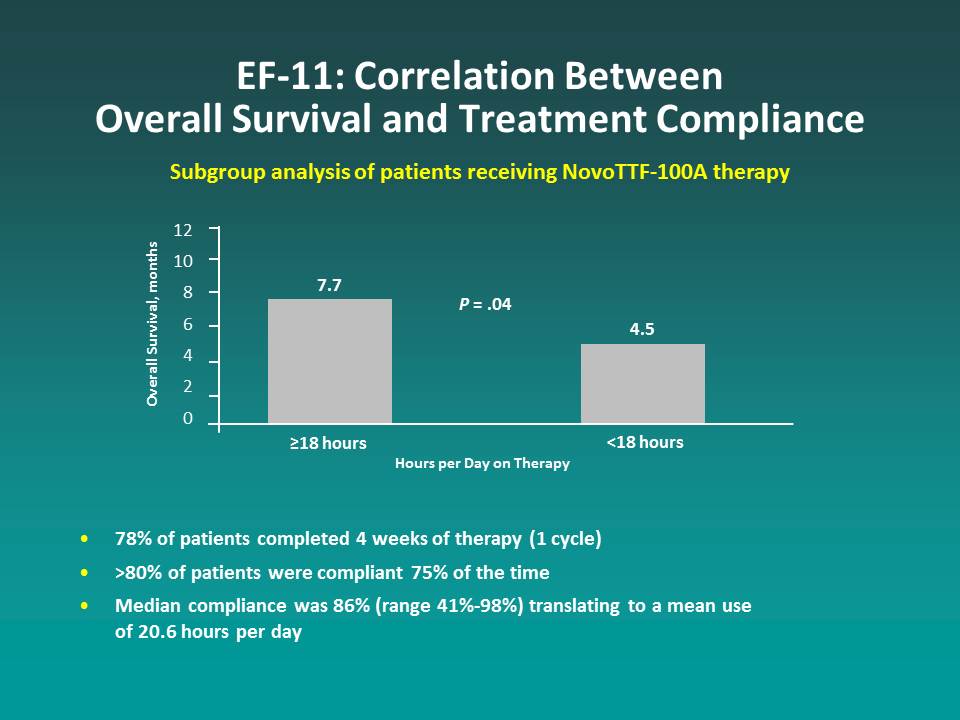 EF-11: Correlation Between
Overall Survival and Treatment Compliance
Subgroup analysis of patients receiving NovoTTF-100A therapy
Overall Survival, months
12
10
8
6
4
2
0
7.7
P = .04
4.5
≥18 hours
<18 hours
Hours per Day on Therapy
• 78% of patients completed 4 weeks of therapy (1 cycle)
• >80% of patients were compliant 75% of the time
• Median compliance was 86% (range 41%-98%) translating to a mean use
of 20.6 hours per day